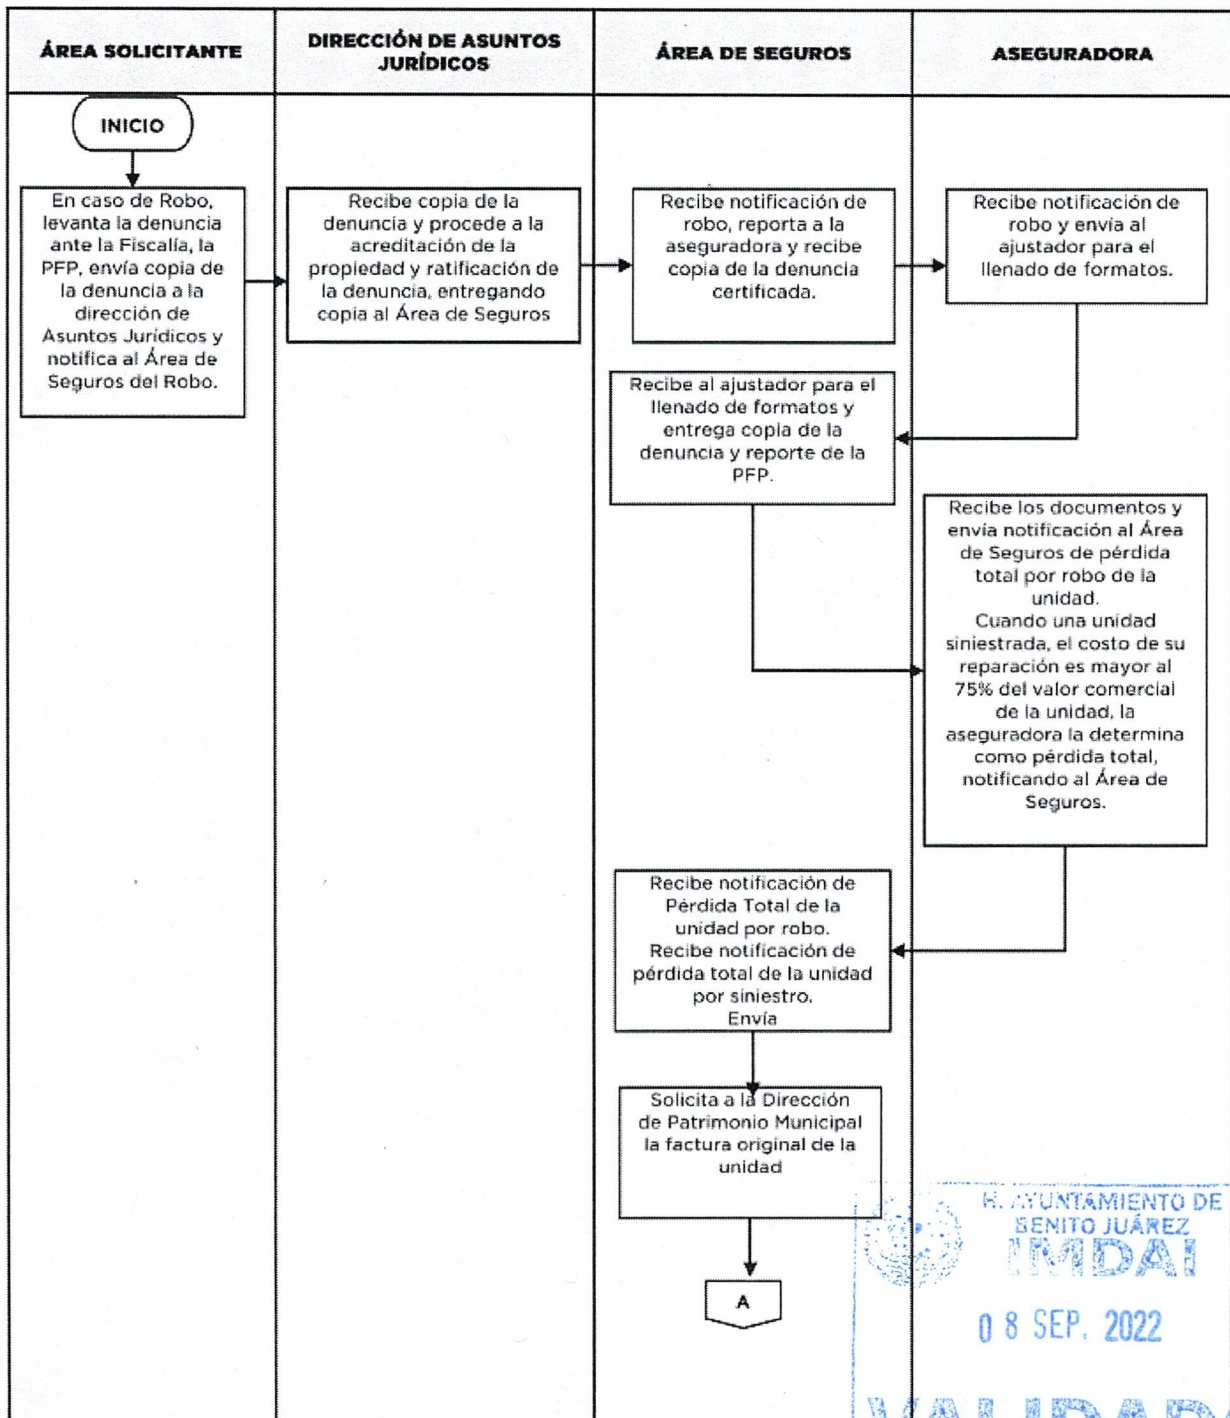 ÁREA SOLICITANTE
DIRECCIÓN DE ASUNTOS
JURÍDICOS
ÁREA DE SEGUROS
ASEGURADORA
INICIO
En caso de Robo,
levanta la denuncia
ante la Fiscalía, la
PFP, envía copia de
la denuncia a la
dirección de
Asuntos Jurídicos y
notifica al Área de
Seguros del Robo.
Recibe copia de la
denuncia y procede a la
acreditación de la
propiedad y ratificación de
la denuncia, entregando
copia al Área de Seguros
Recibe notificación de
robo, reporta a la
aseguradora y recibe
copia de la denuncia
certificada.
Recibe notificación de
robo y envía al
ajustador para el
llenado de formatos.
Recibe al ajustador para el
llenado de formatos y
entrega copia de la
denuncia y reporte de la
PFP.
Recibe los documentos y
envía notificación al Área
de Seguros de pérdida
total por robo de la
unidad.
Cuando una unidad
siniestrada, el costo de su
reparación es mayor al
75% del valor comercial
de la unidad, la
aseguradora la determina
como pérdida total,
notificando al Área de
Seguros.
Recibe notificación de
Pérdida Total de la
unidad por robo.
Recibe notificación de
pérdida total de la unidad
por siniestro.
Envía
Solicita a la Dirección
de Patrimonio Municipal
la factura original de la
unidad
A
H. AYUNTAMIENTO DE
BENITO JUÁREZ
IMDAI
08 SEP. 2022
VALIDADO